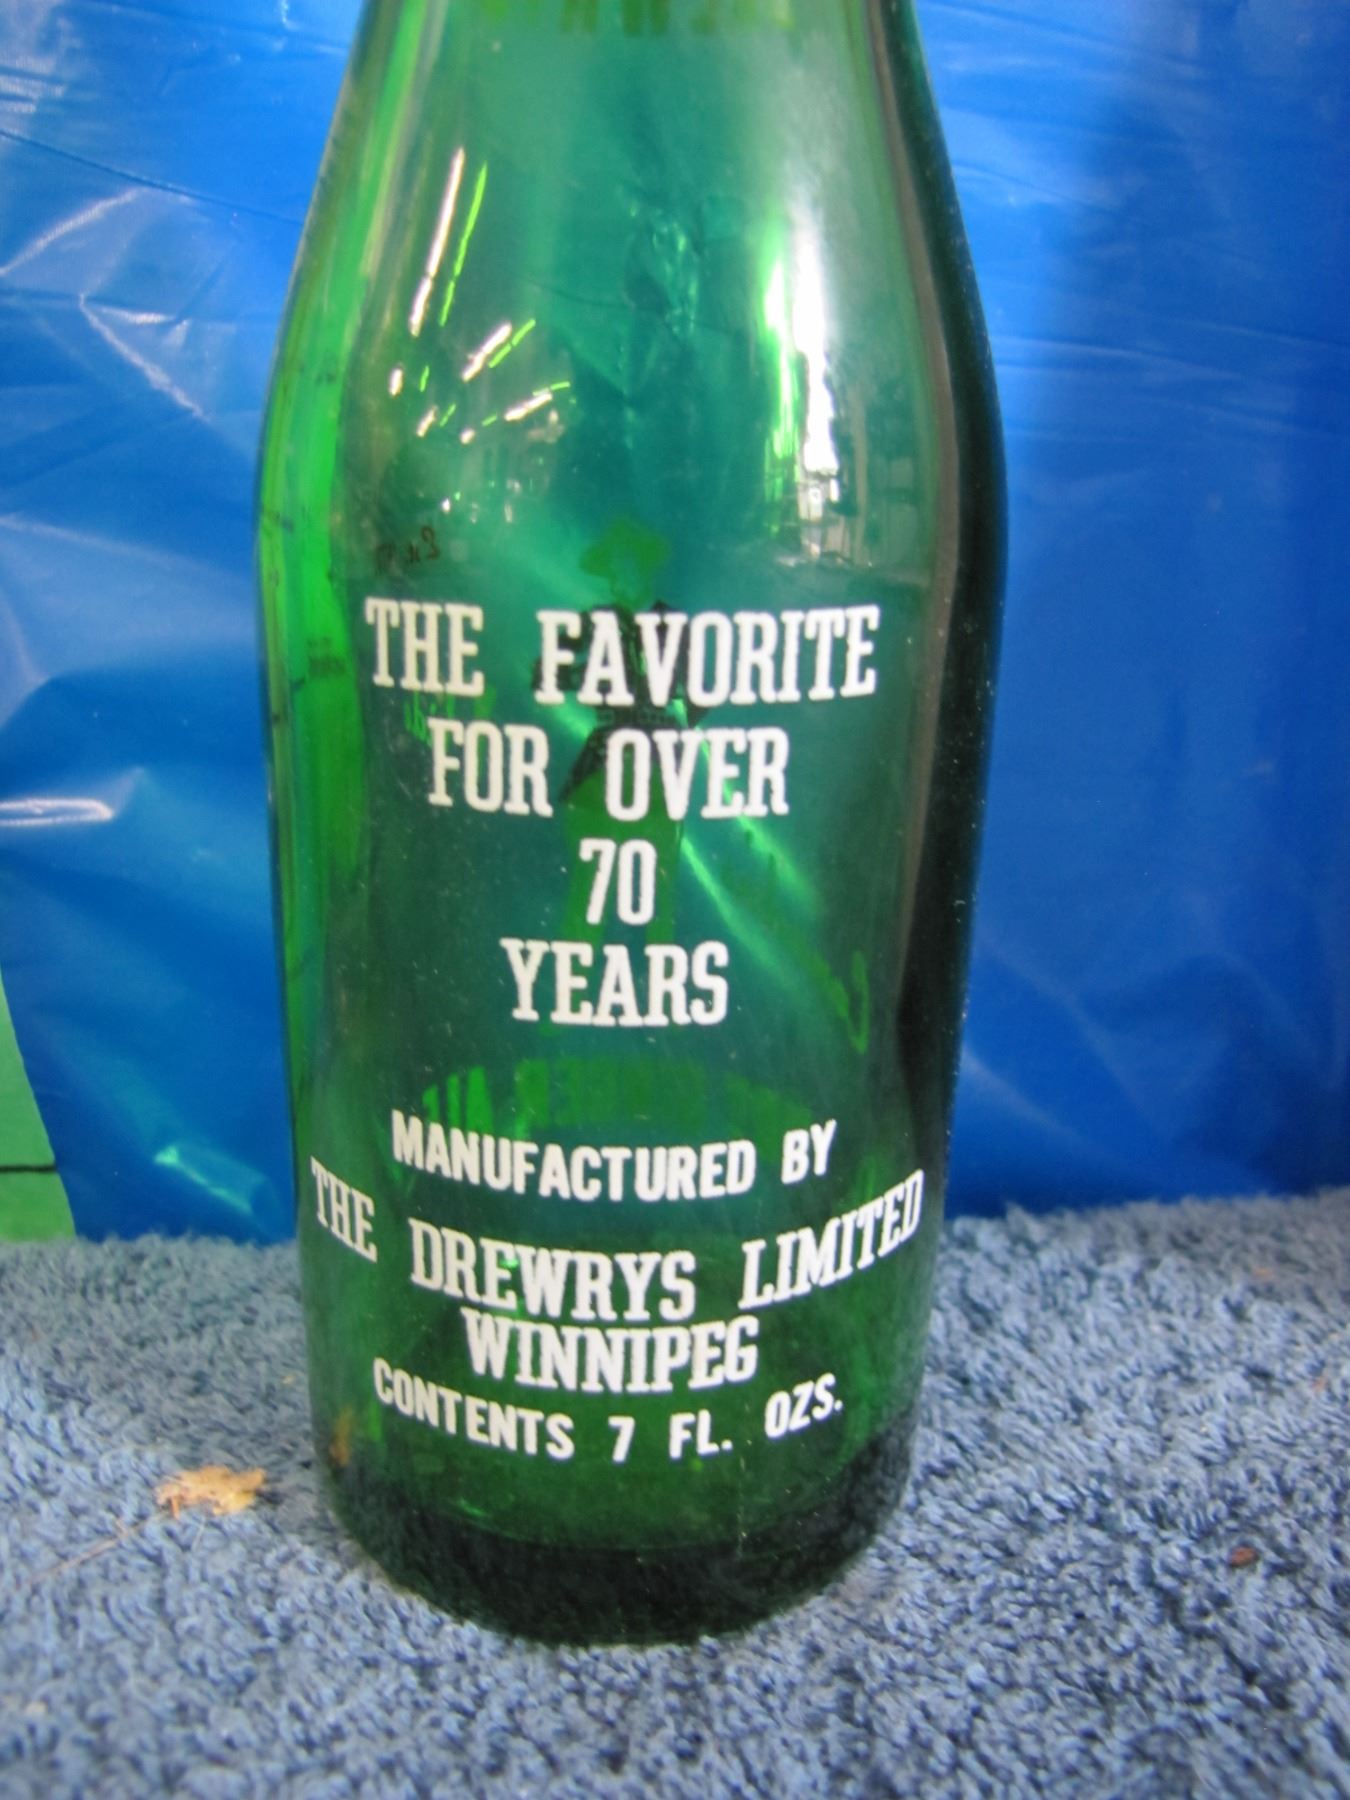 THE FAVORITE
FOR OVER
70
YEARS
MANUFACTURED BY
THE DREWRYS LIMITED
WINNIPEG
CONTENTS 7 FL. OZS.